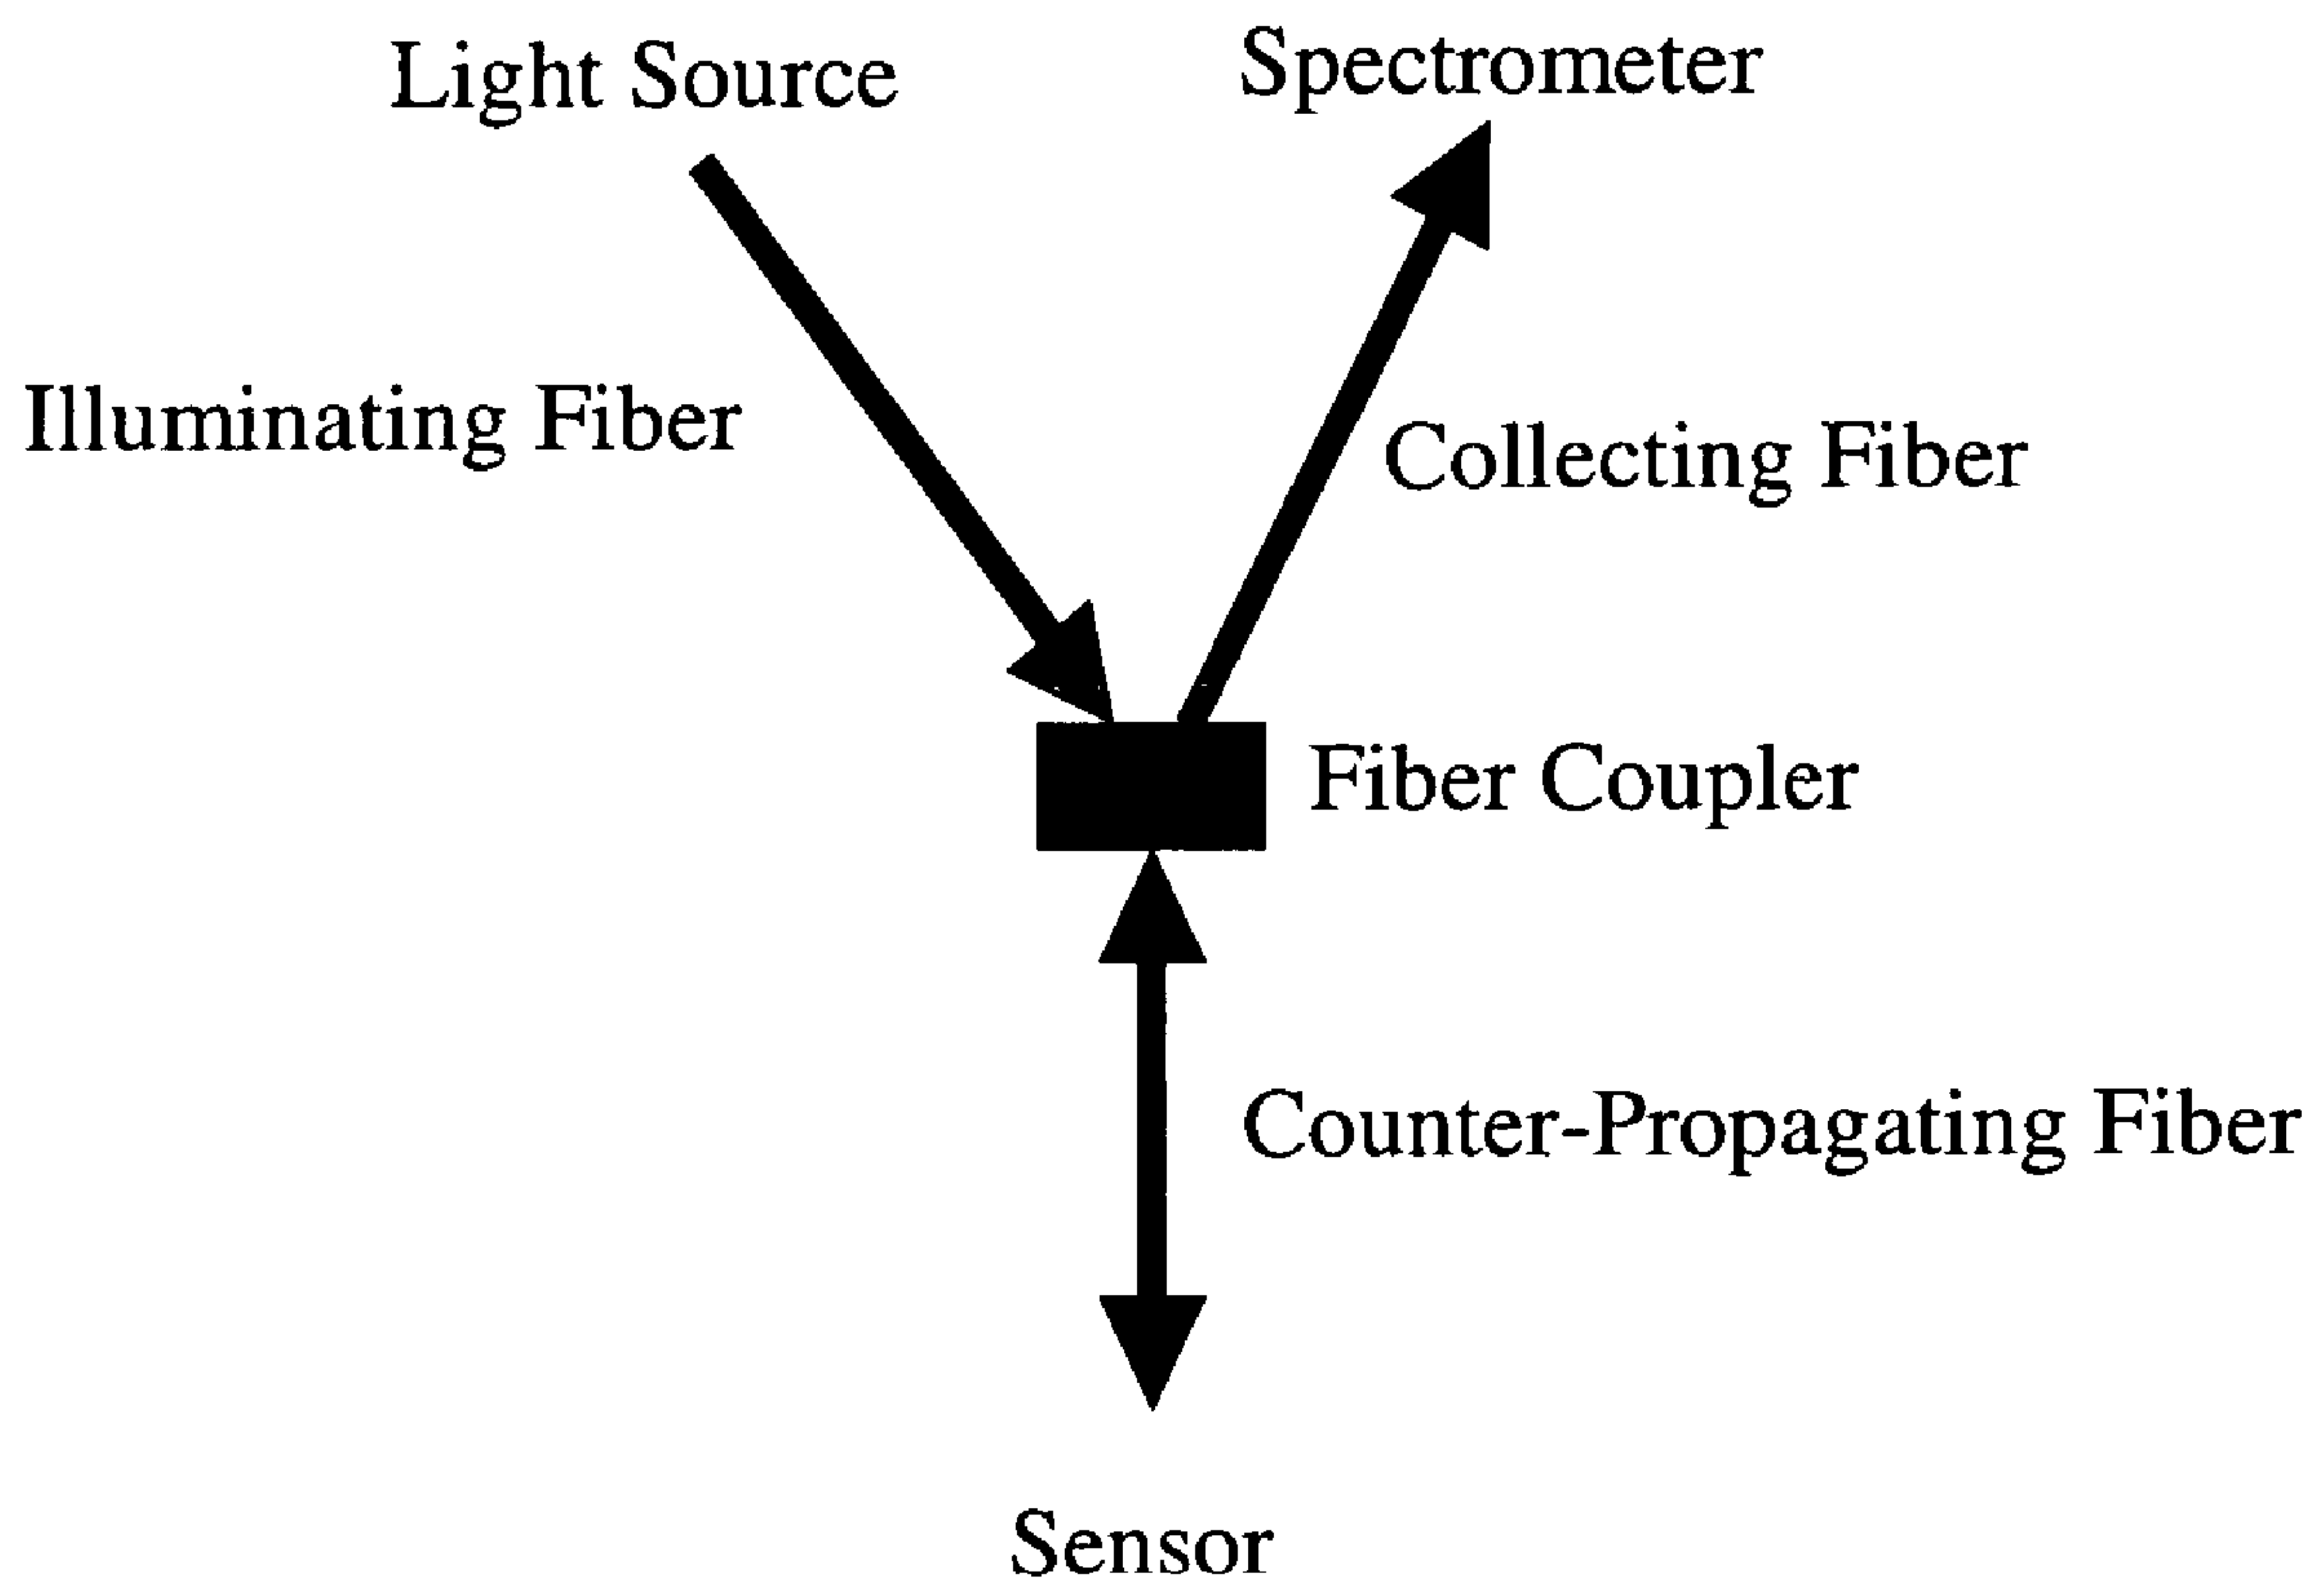 Light Source
Spectrometer
Illuminating Fiber
Collecting Fiber
Fiber Coupler
Counter-Propagating Fiber
Sensor